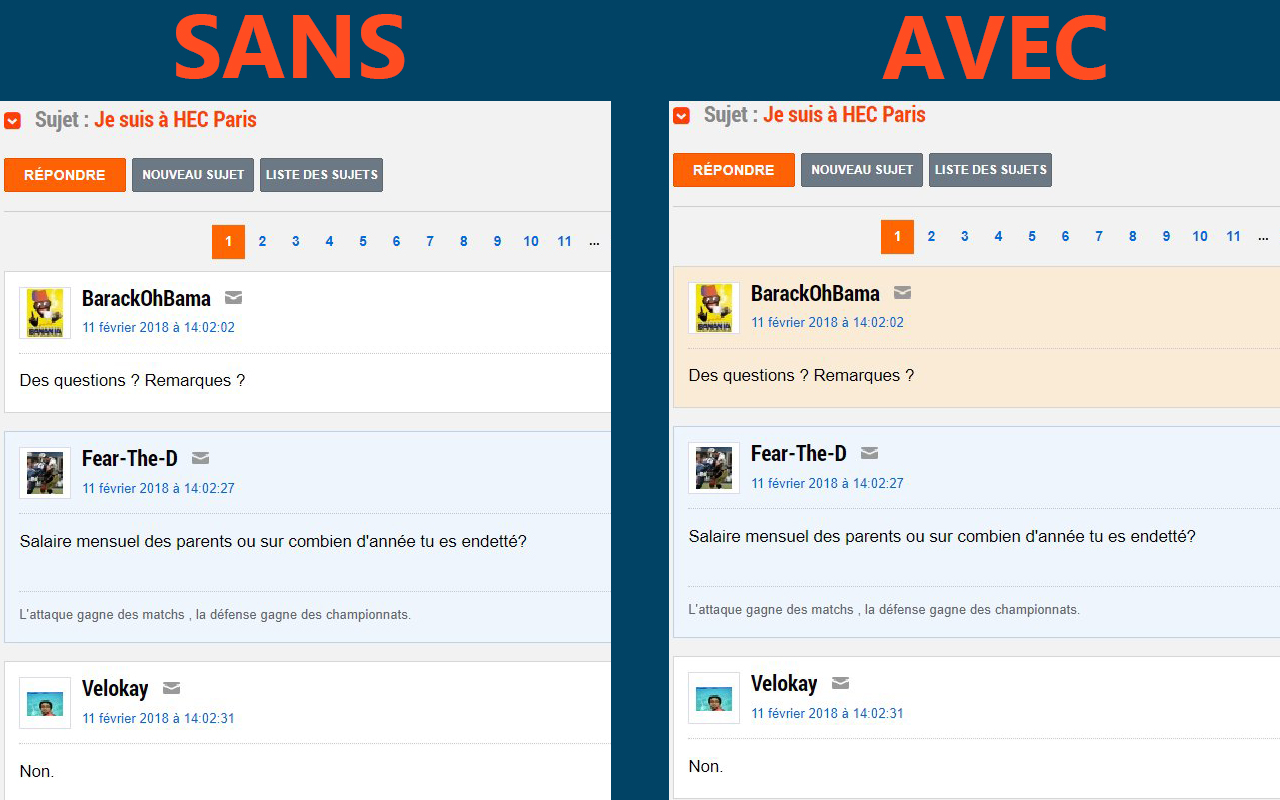 SANS
Sujet : Je suis à HEC Paris
RÉPONDRE NOUVEAU SUJET LISTE DES SUJETS
1 2 3 4 5 6 7 8 9 10 11 ...
BarackOhBama
11 février 2018 à 14:02:02
BANANIA
Des questions ? Remarques ?
Fear-The-D
11 février 2018 à 14:02:27
Salaire mensuel des parents ou sur combien d'année tu es endetté?
L'attaque gagne des matchs , la défense gagne des championnats.
Velokay
11 février 2018 à 14:02:31
Non.
AVEC
Sujet : Je suis à HEC Paris
RÉPONDRE NOUVEAU SUJET LISTE DES SUJETS
1 2 3 4 5 6 7 8 9 10 11 ...
BarackOhBama
11 février 2018 à 14:02:02
BANANIA
Des questions ? Remarques ?
Fear-The-D
11 février 2018 à 14:02:27
Salaire mensuel des parents ou sur combien d'année tu es endetté?
L'attaque gagne des matchs , la défense gagne des championnats.
Velokay
11 février 2018 à 14:02:31
Non.